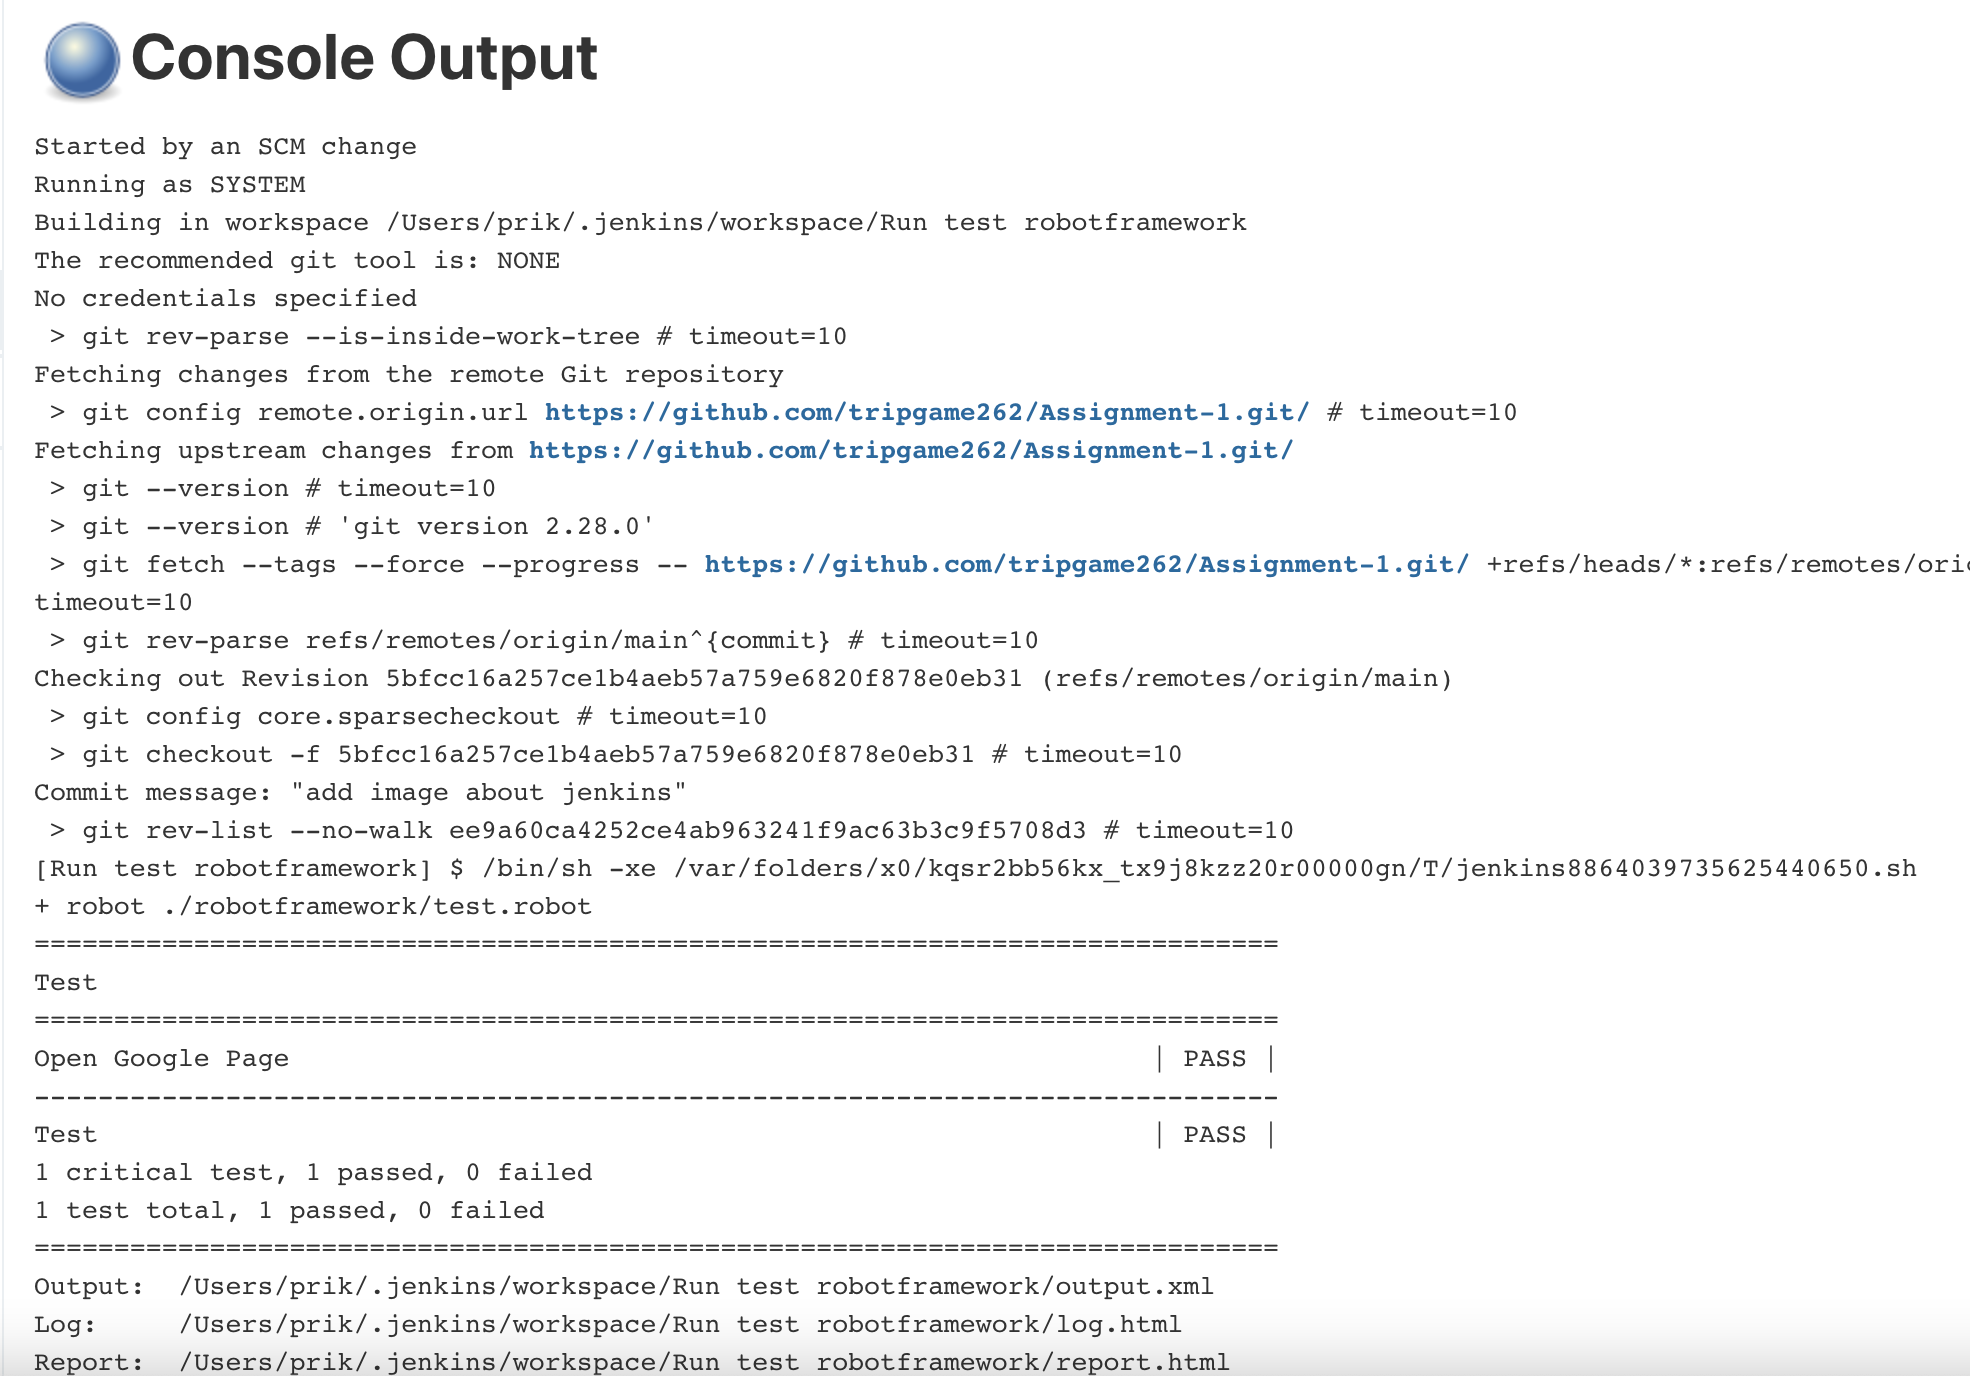 Console Output
Started by an SCM change
Running as SYSTEM
Building in workspace /Users/prik/.jenkins/workspace/Run test robotframework
The recommended git tool is: NONE
No credentials specified
 > git rev-parse --is-inside-work-tree # timeout=10
Fetching changes from the remote Git repository
 > git config remote.origin.url https://github.com/tripgame262/Assignment-1.git/ # timeout=10
Fetching upstream changes from https://github.com/tripgame262/Assignment-1.git/
 > git --version # timeout=10
 > git --version # 'git version 2.28.0'
 > git fetch --tags --force --progress -- https://github.com/tripgame262/Assignment-1.git/ +refs/heads/*:refs/remotes/ori
timeout=10
 > git rev-parse refs/remotes/origin/main^{commit} # timeout=10
Checking out Revision 5bfcc16a257ce1b4aeb57a759e6820f878e0eb31 (refs/remotes/origin/main)
 > git config core.sparsecheckout # timeout=10
 > git checkout -f 5bfcc16a257ce1b4aeb57a759e6820f878e0eb31 # timeout=10
Commit message: "add image about jenkins"
 > git rev-list --no-walk ee9a60ca4252ce4ab963241f9ac63b3c9f5708d3 # timeout=10
[Run test robotframework] $ /bin/sh -xe /var/folders/x0/kqsr2bb56kx_tx9j8kzz20r00000gn/T/jenkins8864039735625440650.sh
+ robot ./robotframework/test.robot
==============================================================================
Test
==============================================================================
Open Google Page                                                      | PASS |
------------------------------------------------------------------------------
Test                                                                  | PASS |
1 critical test, 1 passed, 0 failed
1 test total, 1 passed, 0 failed
==============================================================================
Output:  /Users/prik/.jenkins/workspace/Run test robotframework/output.xml
Log:     /Users/prik/.jenkins/workspace/Run test robotframework/log.html
Report:  /Users/prik/.jenkins/workspace/Run test robotframework/report.html